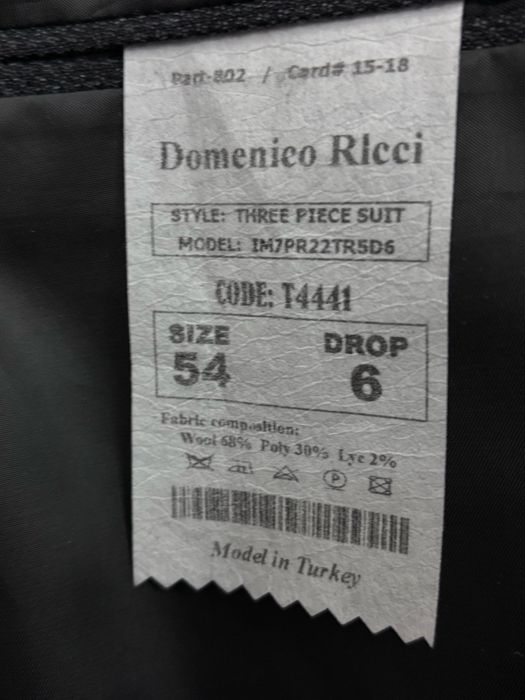 Part-802 / Card# 15-18
Domenico RIcci
STYLE: THREE PIECE SUIT
MODEL: IM7PR22TR5D6
CODE: T4441
SIZE DROP
54 6
Fabric composition:
Wool 68% Poly 30% Lyc 2%
P
Model in Turkey